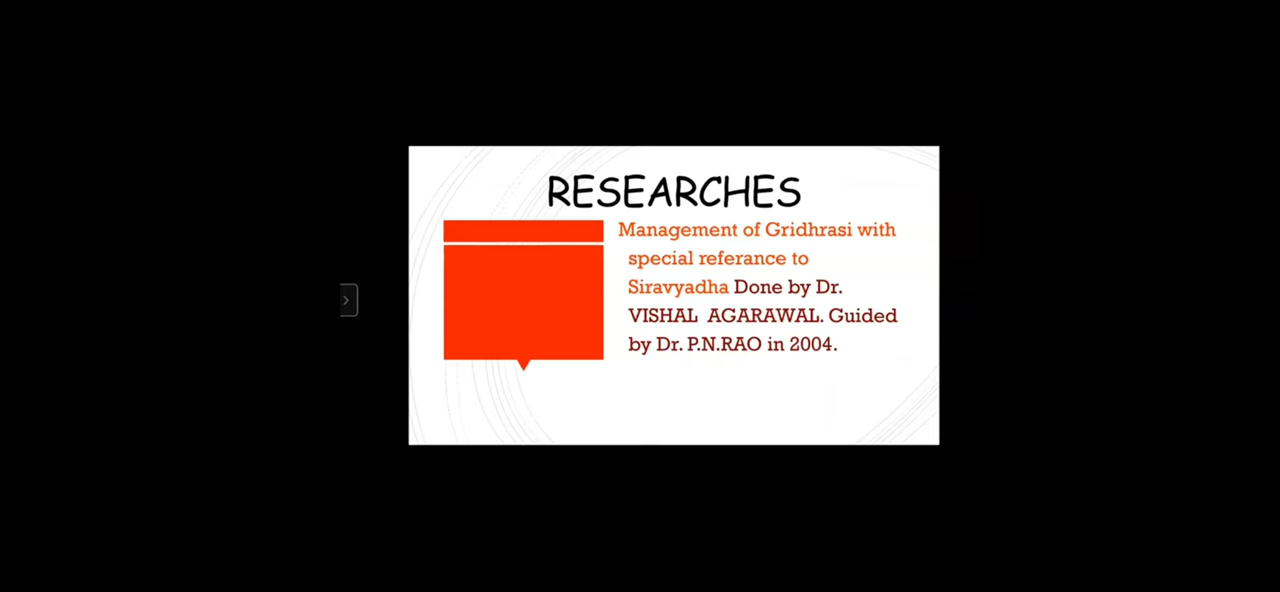 RESEARCHES
Management of Gridhrasi with
special referance to
Siravyadha Done by Dr.
VISHAL AGARAWAL. Guided
by Dr. P.N.RAO in 2004.